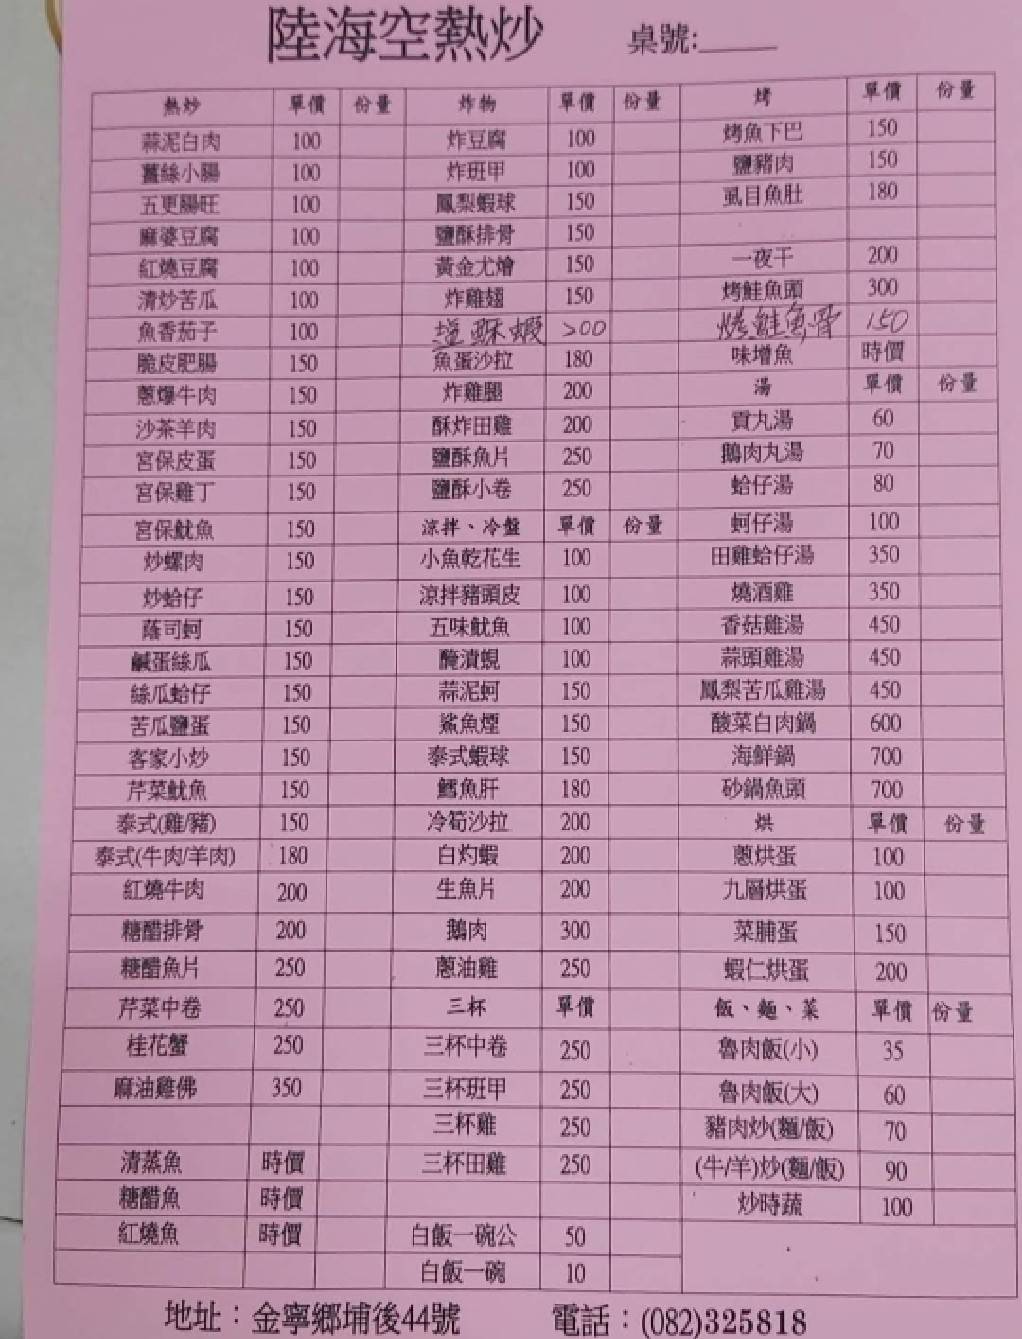 陸海空熱炒 桌號:_____
熱炒 單價 份量 炸物 單價 份量 烤 單價 份量
蒜泥白肉 100 炸豆腐 100 烤魚下巴 150
薑絲小腸 100 炸班甲 100 鹽豬肉 150
五更腸旺 100 鳳梨蝦球 150 虱目魚肚 180
麻婆豆腐 100 鹽酥排骨 150
紅燒豆腐 100 黃金尤燴 150 一夜干 200
清炒苦瓜 100 炸雞翅 150 烤鮭魚頭 300
魚香茄子 100 塩酥蝦 200 烤鮭魚骨 150
脆皮肥腸 150 魚蛋沙拉 180 味增魚 時價
蔥爆牛肉 150 炸雞腿 200 湯 單價 份量
沙茶羊肉 150 酥炸田雞 200 貢丸湯 60
宮保皮蛋 150 鹽酥魚片 250 鵝肉丸湯 70
宮保雞丁 150 鹽酥小卷 250 蛤仔湯 80
宮保魷魚 150 涼拌、冷盤 單價 份量 蚵仔湯 100
炒螺肉 150 小魚乾花生 100 田雞蛤仔湯 350
炒蛤仔 150 涼拌豬頭皮 100 燒酒雞 350
蔭司蚵 150 五味魷魚 100 香菇雞湯 450
鹹蛋絲瓜 150 醃漬蜆 100 蒜頭雞湯 450
絲瓜蛤仔 150 蒜泥蚵 150 鳳梨苦瓜雞湯 450
苦瓜鹽蛋 150 鯊魚煙 150 酸菜白肉鍋 600
客家小炒 150 泰式蝦球 150 海鮮鍋 700
芹菜魷魚 150 鱈魚肝 180 砂鍋魚頭 700
泰式(雞/豬) 150 冷筍沙拉 200 烘 單價 份量
泰式(牛肉/羊肉) 180 白灼蝦 200 蔥烘蛋 100
紅燒牛肉 200 生魚片 200 九層烘蛋 100
糖醋排骨 200 鵝肉 300 菜脯蛋 150
糖醋魚片 250 蔥油雞 250 蝦仁烘蛋 200
芹菜中卷 250 三杯 單價 飯、麵、菜 單價 份量
桂花蟹 250 三杯中卷 250 魯肉飯(小) 35
麻油雞佛 350 三杯班甲 250 魯肉飯(大) 60
三杯雞 250 豬肉炒(麵/飯) 70
清蒸魚 時價 三杯田雞 250 (牛/羊)炒(麵/飯) 90
糖醋魚 時價 炒時蔬 100
紅燒魚 時價 白飯一碗公 50
白飯一碗 10
地址：金寧鄉埔後44號 電話：(082)325818